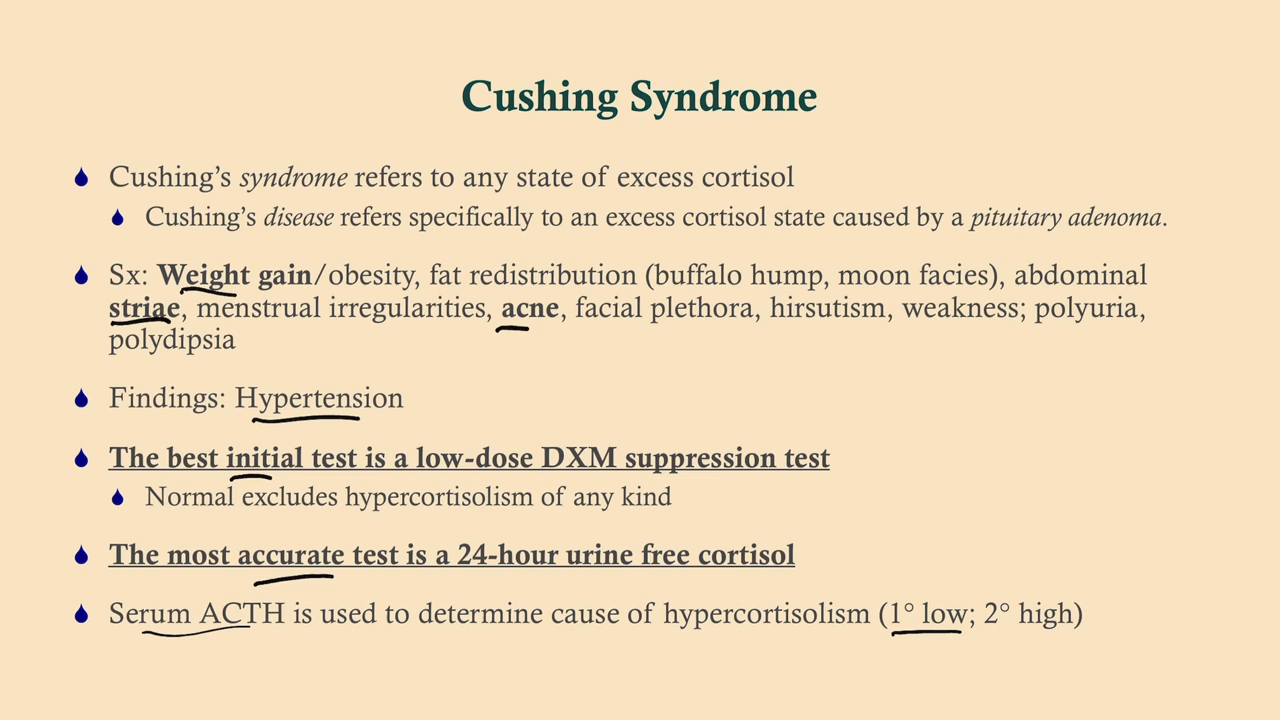 Cushing Syndrome
Cushing’s syndrome refers to any state of excess cortisol
Cushing’s disease refers specifically to an excess cortisol state caused by a pituitary adenoma.
Sx: Weight gain/obesity, fat redistribution (buffalo hump, moon facies), abdominal
striae, menstrual irregularities, acne, facial plethora, hirsutism, weakness; polyuria,
polydipsia
Findings: Hypertension
The best initial test is a low-dose DXM suppression test
Normal excludes hypercortisolism of any kind
The most accurate test is a 24-hour urine free cortisol
Serum ACTH is used to determine cause of hypercortisolism (1° low; 2° high)